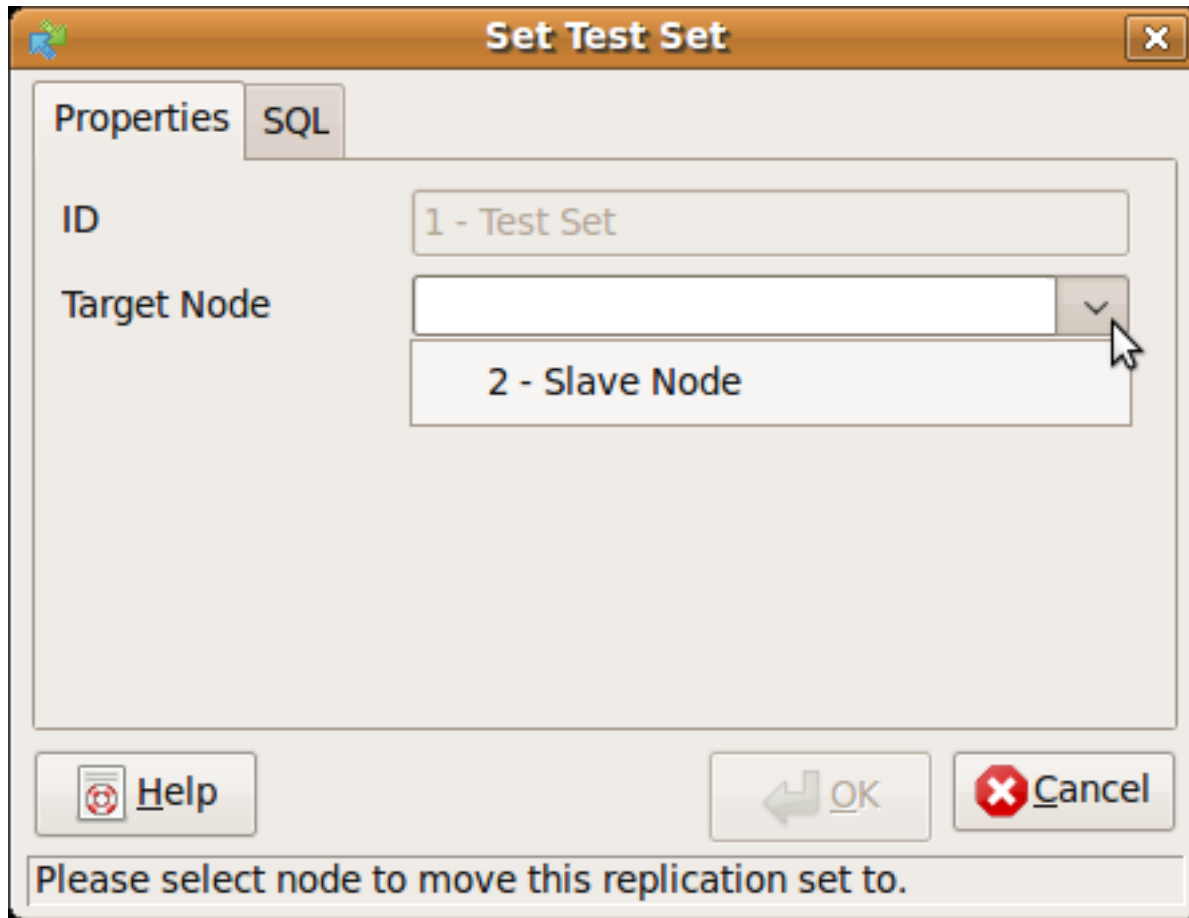 Set Test Set
Properties SQL
ID 1 - Test Set
Target Node
2 - Slave Node
Help OK Cancel
Please select node to move this replication set to.